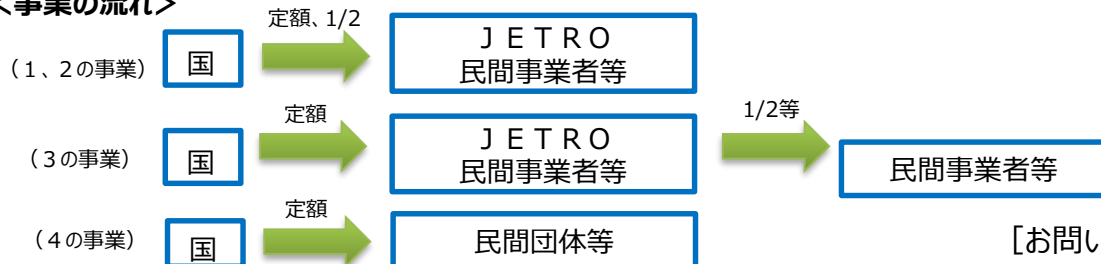 ＜事業の流れ＞
定額、1/2
（１、２の事業）
国
ＪＥＴＲＯ
民間事業者等
定額
1/2等
（３の事業）
国
ＪＥＴＲＯ
民間事業者等
民間事業者等
定額
（４の事業）
国
民間団体等
［お問い